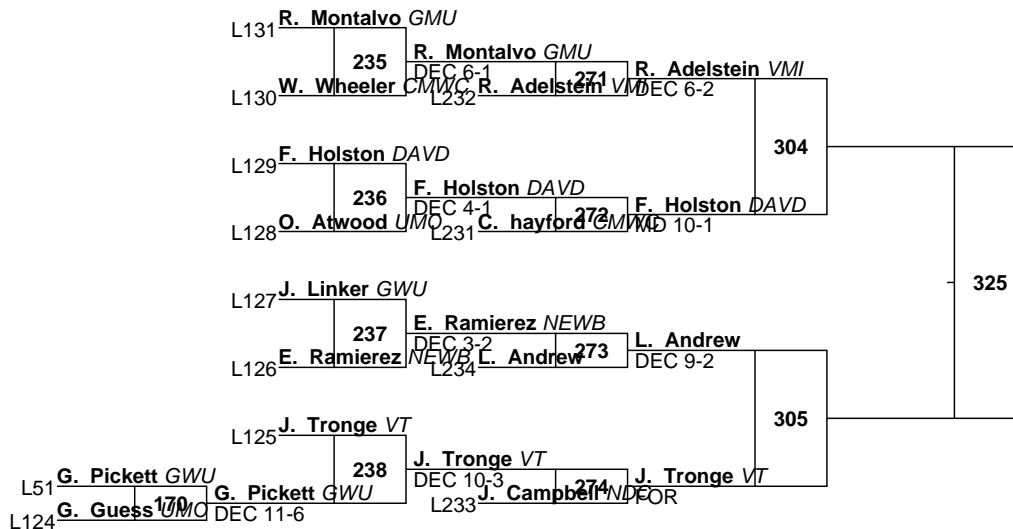 L131 R. Montalvo GMU
235
R. Montalvo GMU
DEC 6-1
L130 W. Wheeler CMWC
L232 R. Adelstein VMI
271
R. Adelstein VMI
DEC 6-2
304
L129 F. Holston DAVD
236
F. Holston DAVD
DEC 4-1
L128 O. Atwood UMO
L231 C. hayford CMWC
272
F. Holston DAVD
MD 10-1
325
L127 J. Linker GWU
237
E. Ramierez NEWB
DEC 3-2
L126 E. Ramierez NEWB
L234 L. Andrew
273
L. Andrew
DEC 9-2
305
L125 J. Tronge VT
238
J. Tronge VT
DEC 10-3
L51 G. Pickett GWU
170
L124 G. Guess UMO
G. Pickett GWU
DEC 11-6
L233 J. Campbell NDC
274
J. Tronge VT
FOR